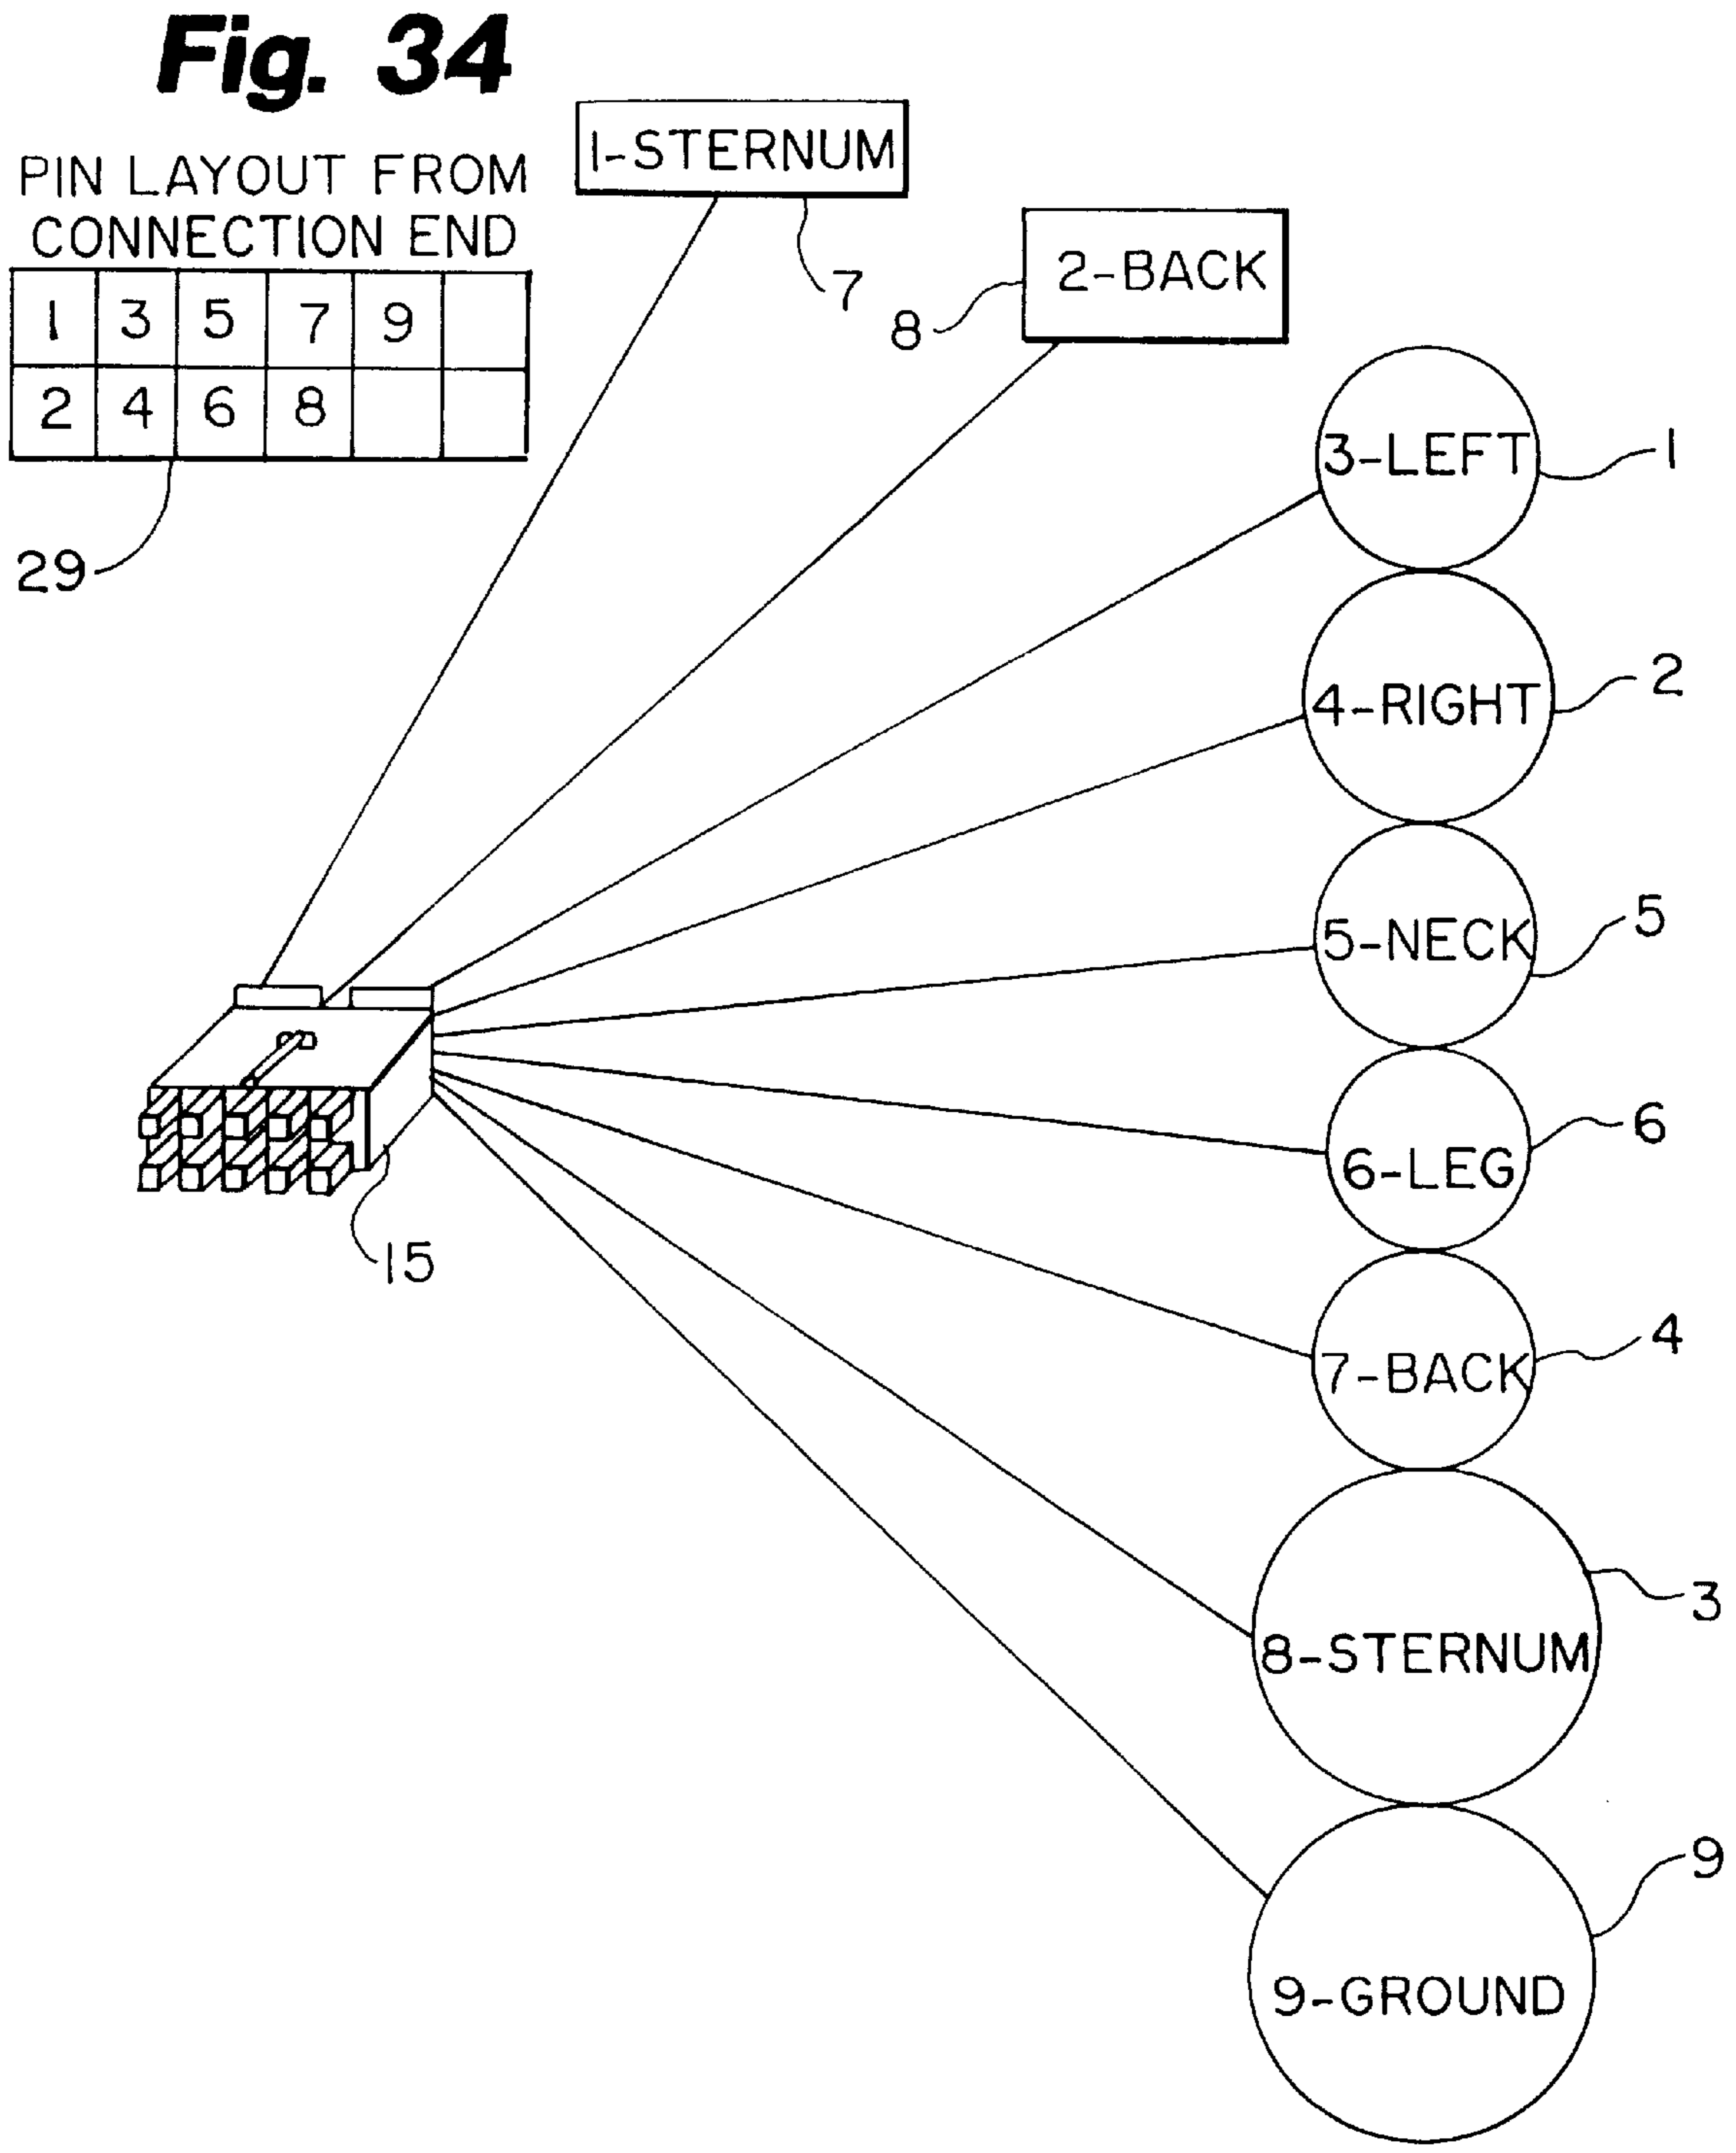 Fig. 34
PIN LAYOUT FROM
CONNECTION END
1 3 5 7 9
2 4 6 8
29
1-STERNUM
7
2-BACK
8
3-LEFT
1
4-RIGHT
2
5-NECK
5
6-LEG
6
7-BACK
4
8-STERNUM
3
9-GROUND
9
15